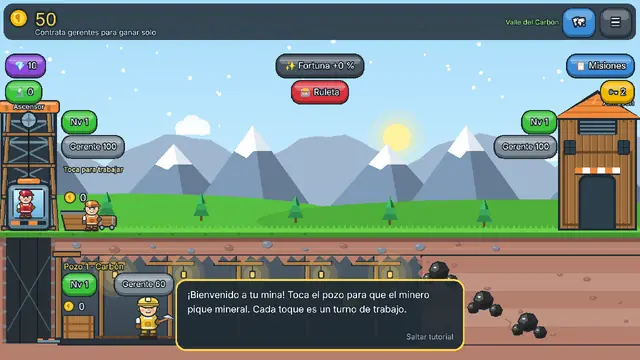 50
Contrata gerentes para ganar solo
Valle del Carbón
10
Fortuna +0 %
Misiones
0
Ruleta
2
Ascensor
Nv 1
Nv 1
Gerente 100
Gerente 100
Toca para trabajar
0
Pozo 1 - Carbón
Nv 1
Gerente 60
0
¡Bienvenido a tu mina! Toca el pozo para que el minero
pique mineral. Cada toque es un turno de trabajo.
Saltar tutorial